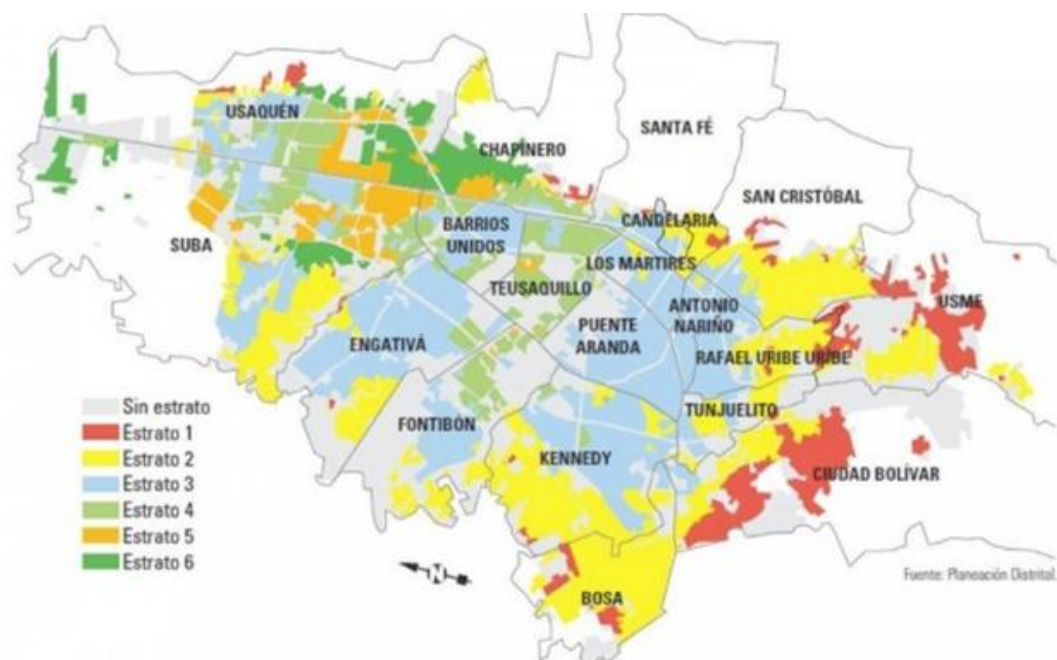 USAQUÉN
CHAPÍNERO
SANTA FÉ
SAN CRISTÓBAL
CANDELARIA
BARRIOS
UNIDOS
SUBA
LOS MARTIRES
TEUSAQUILLO
ANTONIO
NARIÑO
USME
PUENTE
ARANDA
ENGATIVÁ
RAFAEL URIBE URIBE
TUNJUELITO
FONTIBÓN
KENNEDY
CIUDAD BOLÍVAR
BOSA
Sin estrato
Estrato 1
Estrato 2
Estrato 3
Estrato 4
Estrato 5
Estrato 6
N
Fuente: Planeación Distrital.